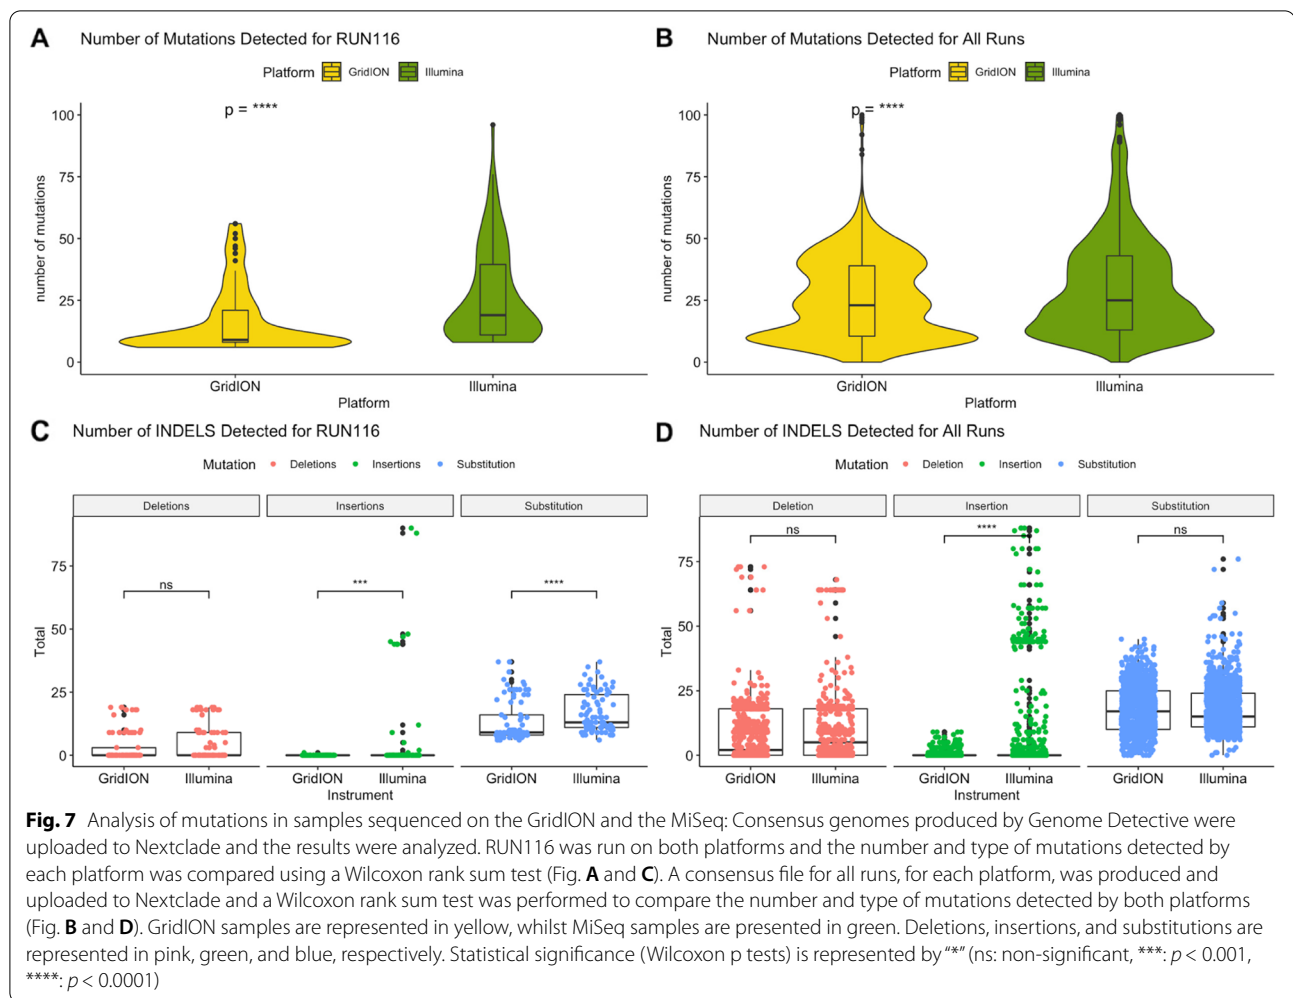 A Number of Mutations Detected for RUN116
Platform GridION Illumina
p = ****
100
75
50
25
0
number of mutations
GridION Illumina
Platform
B Number of Mutations Detected for All Runs
Platform GridION Illumina
p = ****
100
75
50
25
0
number of mutations
GridION Illumina
Platform
C Number of INDELS Detected for RUN116
Mutation Deletions Insertions Substitution
Deletions Insertions Substitution
ns *** ****
75
50
25
0
Total
GridION Illumina GridION Illumina GridION Illumina
Instrument
D Number of INDELS Detected for All Runs
Mutation Deletion Insertion Substitution
Deletion Insertion Substitution
ns **** ns
75
50
25
0
Total
GridION Illumina GridION Illumina GridION Illumina
Instrument
Fig. 7 Analysis of mutations in samples sequenced on the GridION and the MiSeq: Consensus genomes produced by Genome Detective were
uploaded to Nextclade and the results were analyzed. RUN116 was run on both platforms and the number and type of mutations detected by
each platform was compared using a Wilcoxon rank sum test (Fig. A and C). A consensus file for all runs, for each platform, was produced and
uploaded to Nextclade and a Wilcoxon rank sum test was performed to compare the number and type of mutations detected by both platforms
(Fig. B and D). GridION samples are represented in yellow, whilst MiSeq samples are presented in green. Deletions, insertions, and substitutions are
represented in pink, green, and blue, respectively. Statistical significance (Wilcoxon p tests) is represented by “*” (ns: non-significant, ***: p < 0.001,
****: p < 0.0001)